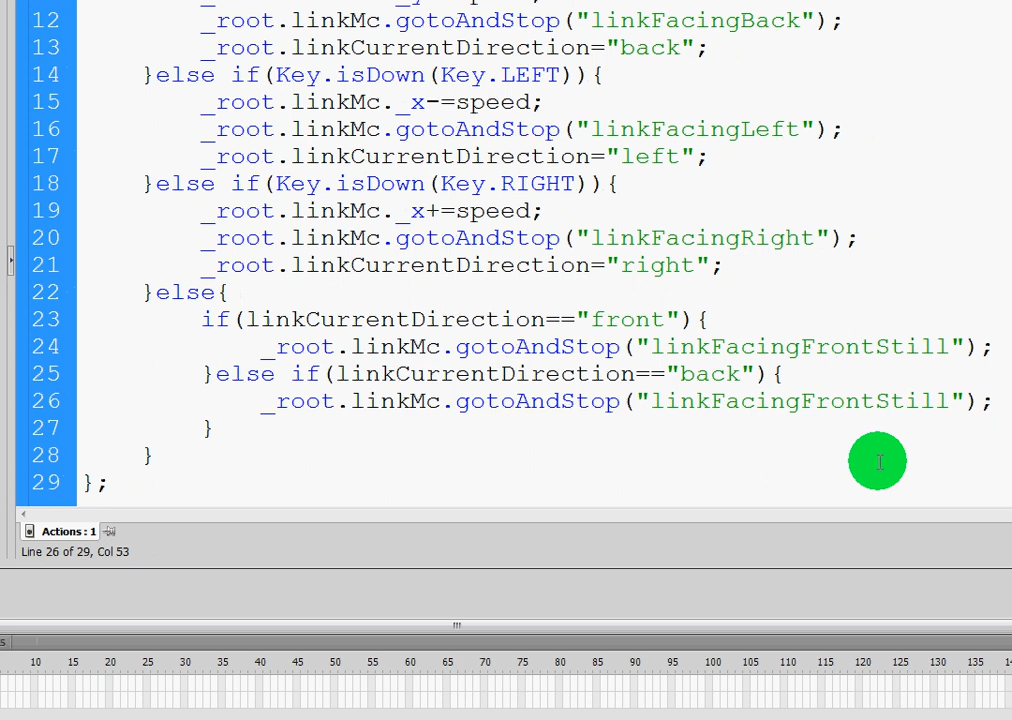 12 _root.linkMc.gotoAndStop("linkFacingBack");
13 _root.linkCurrentDirection="back";
14 }else if(Key.isDown(Key.LEFT)){
15 _root.linkMc._x-=speed;
16 _root.linkMc.gotoAndStop("linkFacingLeft");
17 _root.linkCurrentDirection="left";
18 }else if(Key.isDown(Key.RIGHT)){
19 _root.linkMc._x+=speed;
20 _root.linkMc.gotoAndStop("linkFacingRight");
21 _root.linkCurrentDirection="right";
22 }else{
23 if(linkCurrentDirection=="front"){
24 _root.linkMc.gotoAndStop("linkFacingFrontStill");
25 }else if(linkCurrentDirection=="back"){
26 _root.linkMc.gotoAndStop("linkFacingFrontStill");
27 }
28 }
29 };
Actions : 1
Line 26 of 29, Col 53
10 15 20 25 30 35 40 45 50 55 60 65 70 75 80 85 90 95 100 105 110 115 120 125 130 135